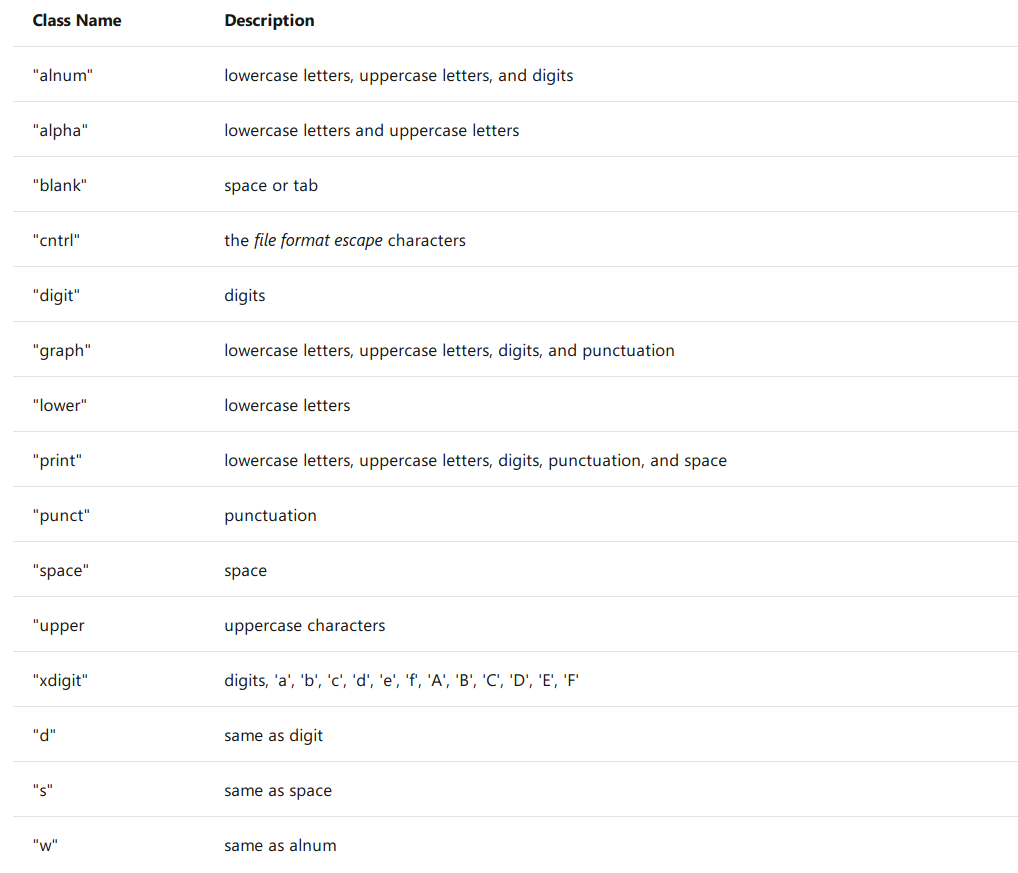 Class Name Description
"alnum" lowercase letters, uppercase letters, and digits
"alpha" lowercase letters and uppercase letters
"blank" space or tab
"cntrl" the file format escape characters
"digit" digits
"graph" lowercase letters, uppercase letters, digits, and punctuation
"lower" lowercase letters
"print" lowercase letters, uppercase letters, digits, punctuation, and space
"punct" punctuation
"space" space
"upper uppercase characters
"xdigit" digits, 'a', 'b', 'c', 'd', 'e', 'f', 'A', 'B', 'C', 'D', 'E', 'F'
"d" same as digit
"s" same as space
"w" same as alnum